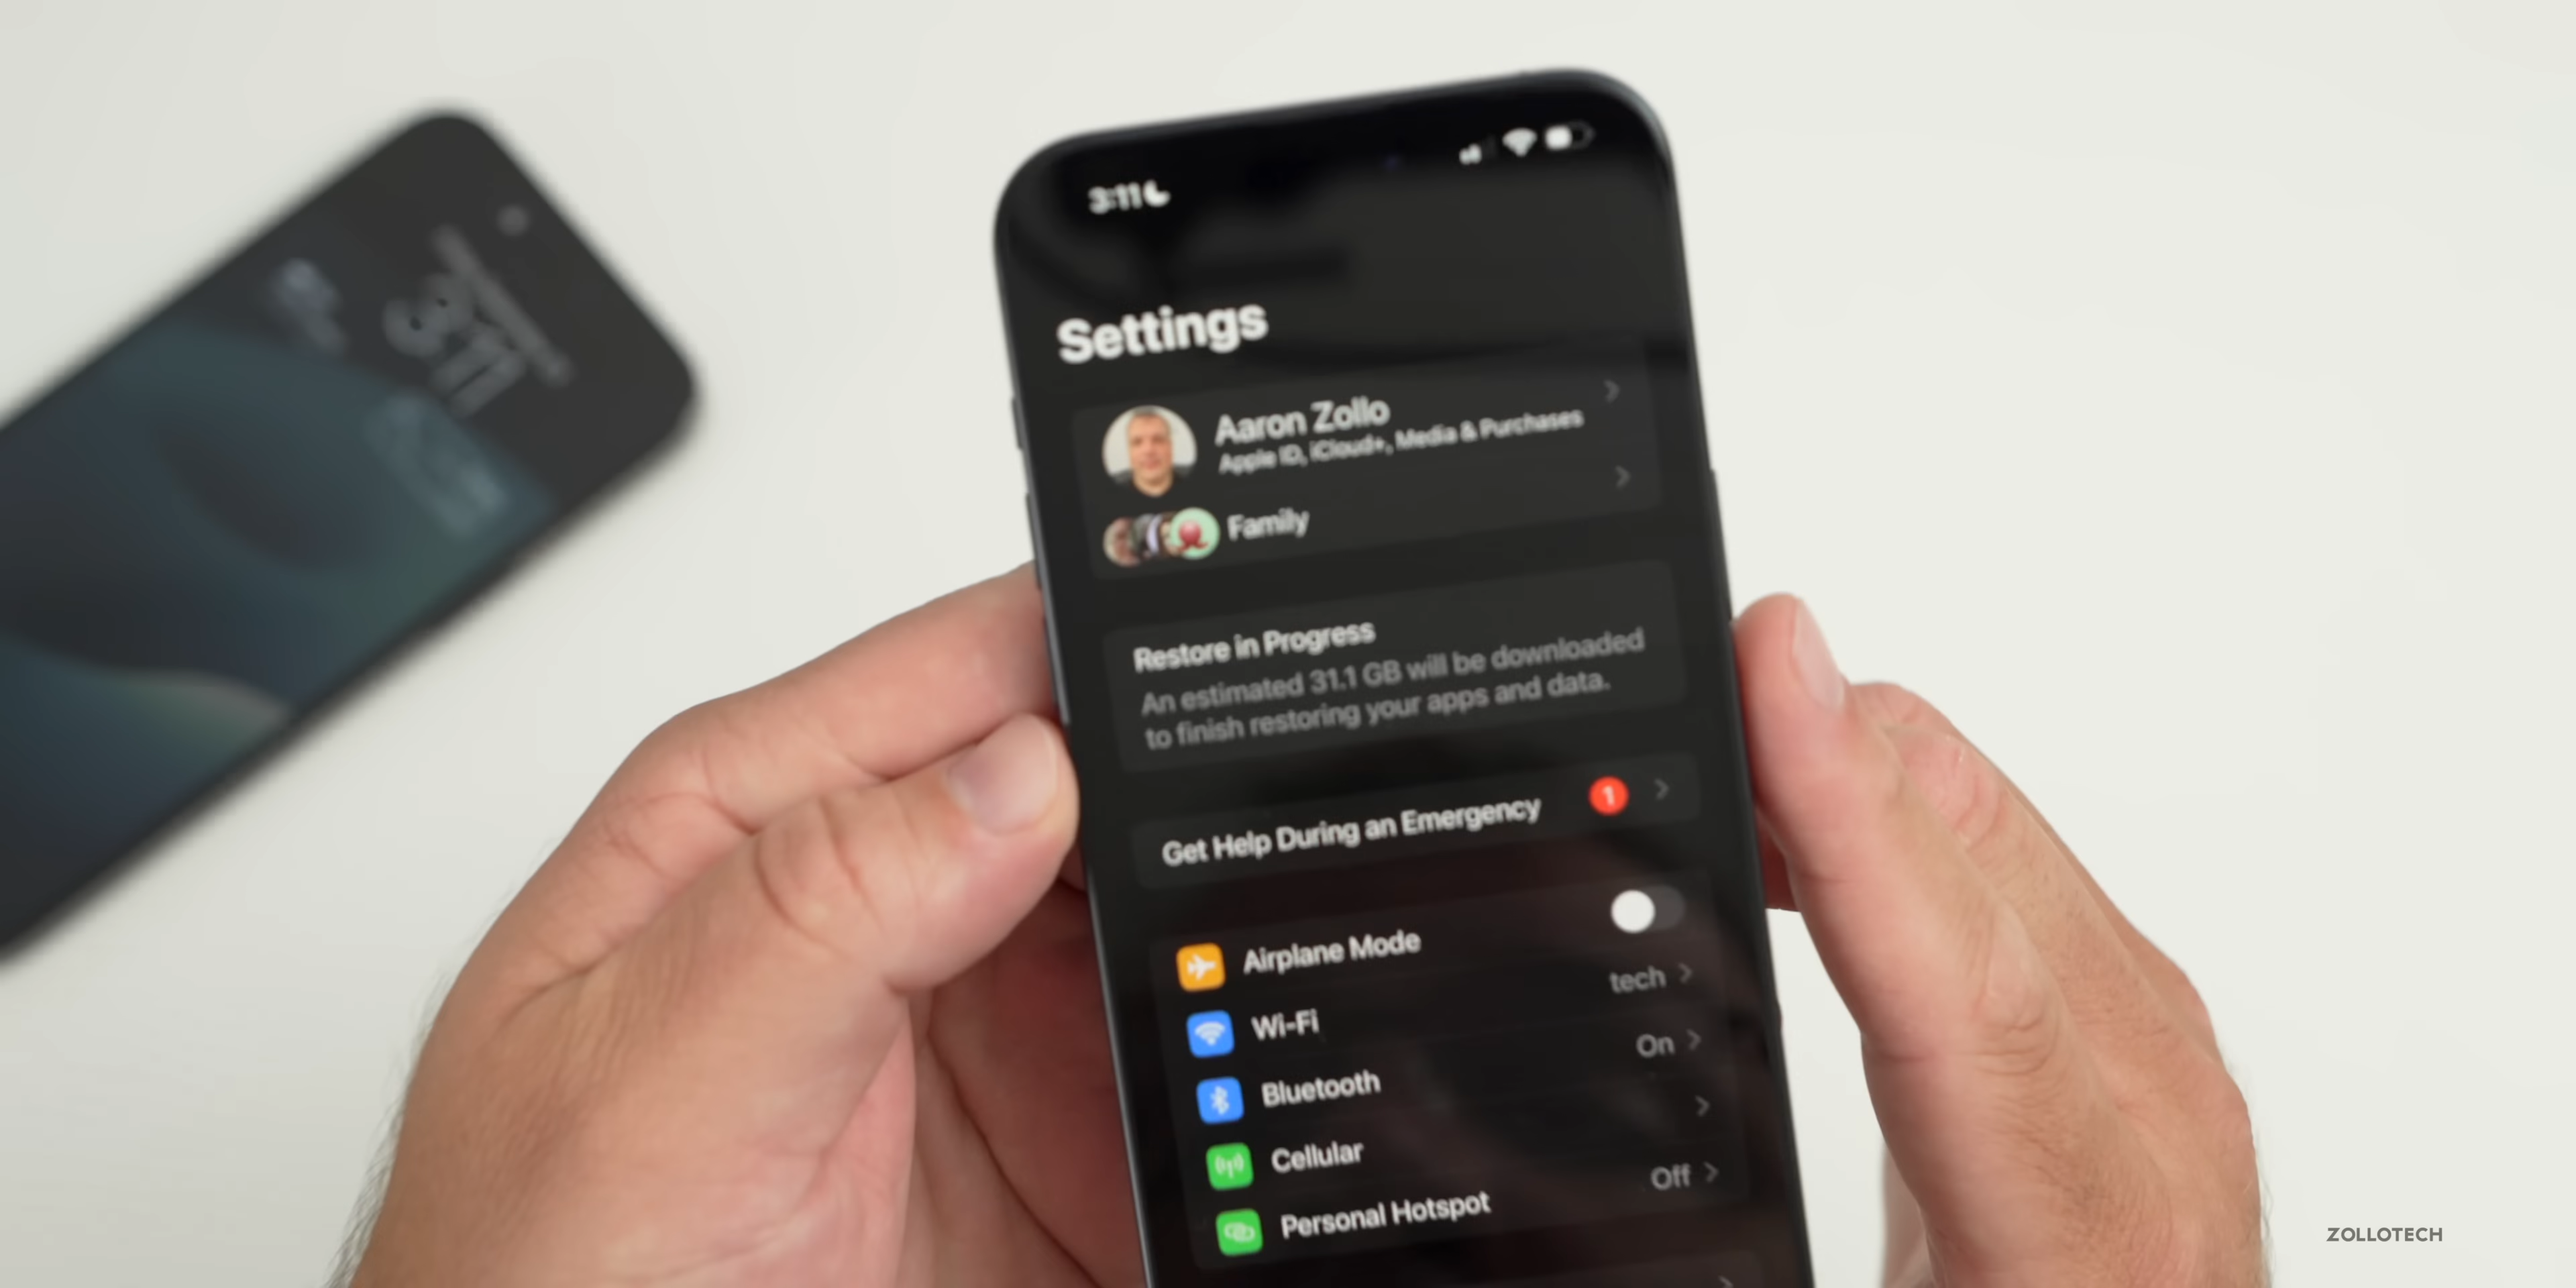 3:11
Settings
Aaron Zollo
Apple ID, iCloud+, Media & Purchases
Family
Restore in Progress
An estimated 31.1 GB will be downloaded
to finish restoring your apps and data.
Get Help During an Emergency 1
Airplane Mode
Wi-Fi tech
Bluetooth On
Cellular
Personal Hotspot Off
3:11
ZOLLOTECH